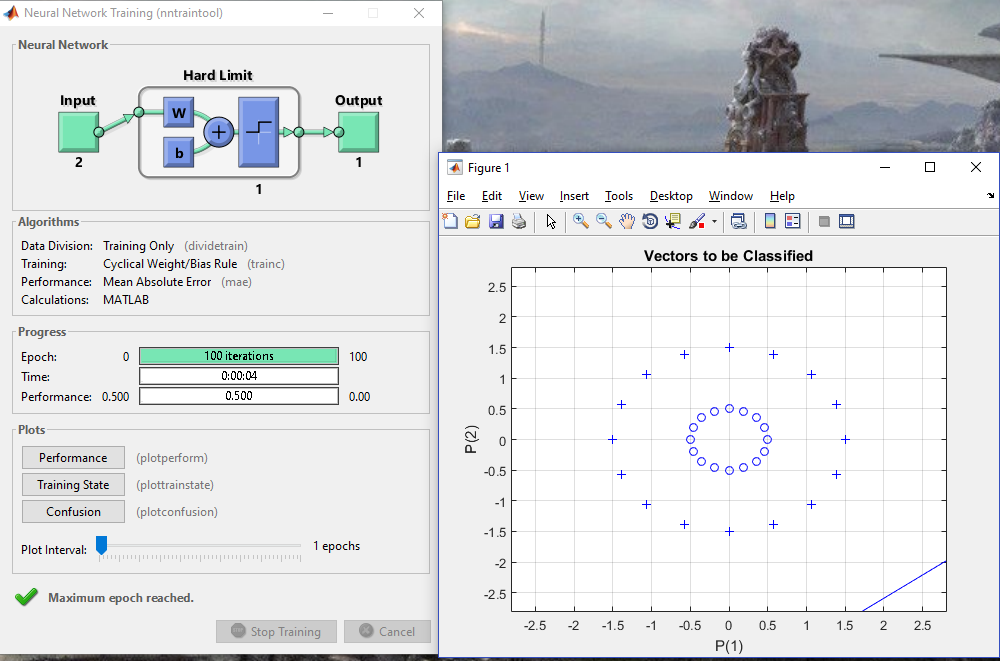 Neural Network Training (nntraintool)
Neural Network
Hard Limit
Input
Output
W
b
+
2
1
1
Algorithms
Data Division: Training Only (dividetrain)
Training: Cyclical Weight/Bias Rule (trainc)
Performance: Mean Absolute Error (mae)
Calculations: MATLAB
Progress
Epoch: 0 100 iterations 100
Time: 0:00:04
Performance: 0.500 0.500 0.00
Plots
Performance (plotperform)
Training State (plottrainstate)
Confusion (plotconfusion)
Plot Interval: 1 epochs
Maximum epoch reached.
Stop Training Cancel
Figure 1
File Edit View Insert Tools Desktop Window Help
Vectors to be Classified
2.5
2
1.5
1
0.5
0
-0.5
-1
-1.5
-2
-2.5
P(2)
-2.5 -2 -1.5 -1 -0.5 0 0.5 1 1.5 2 2.5
P(1)